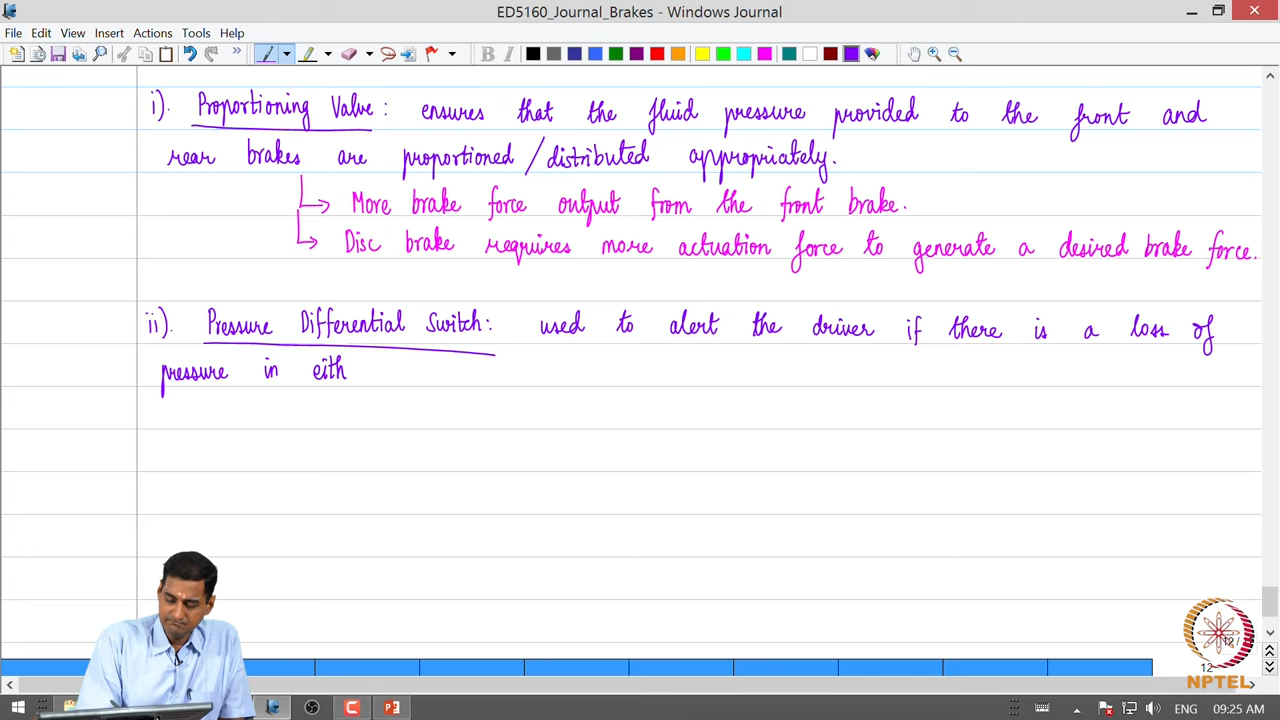 ED5160_Journal_Brakes - Windows Journal
File Edit View Insert Actions Tools Help
i). Proportioning Valve: ensures that the fluid pressure provided to the front and
rear brakes are proportioned/distributed appropriately.
More brake force output from the front brake.
Disc brake requires more actuation force to generate a desired brake force.
ii). Pressure Differential Switch: used to alert the driver if there is a loss of
pressure in eith
12/
12
NPTEL
ENG 09:25 AM